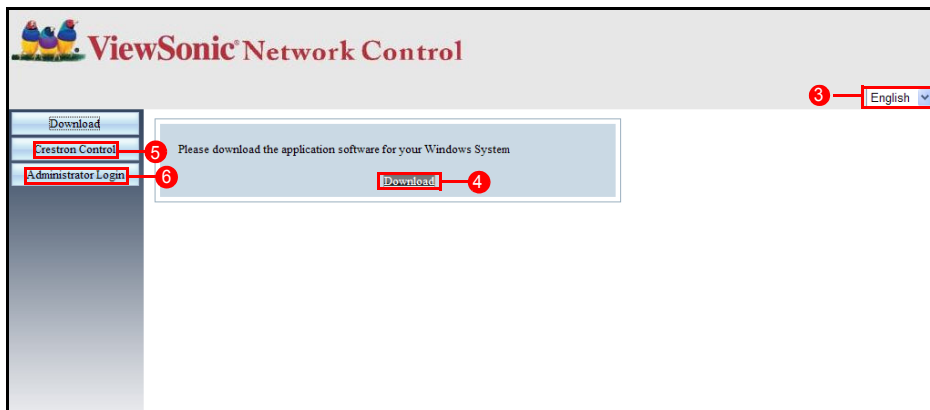 ViewSonic® Network Control
3
English
Download
Crestron Control
5
Please download the application software for your Windows System
Administrator Login
6
Download
4